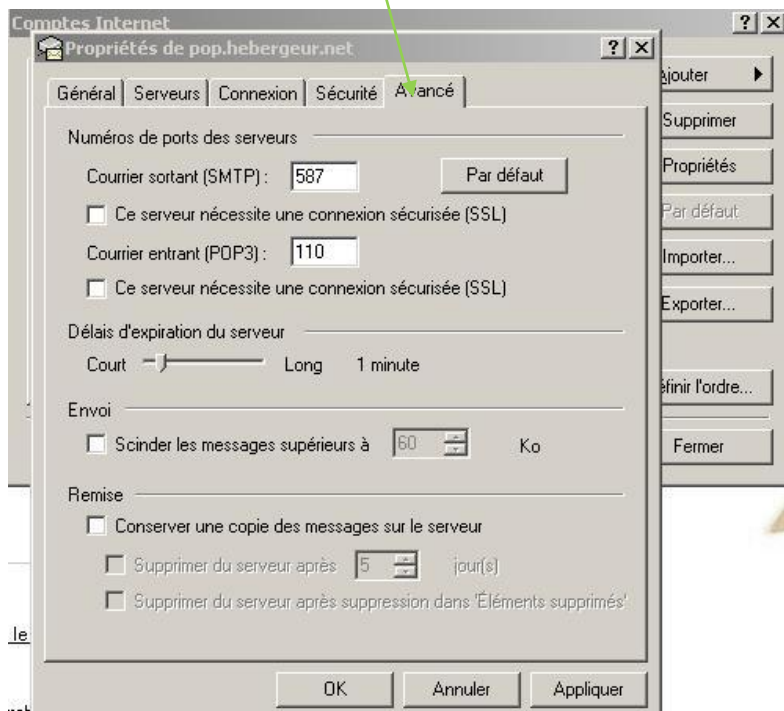 Comptes Internet
Propriétés de pop.hebergeur.net
Général Serveurs Connexion Sécurité Avancé
Numéros de ports des serveurs
Courrier sortant (SMTP) : 587 Par défaut
Ce serveur nécessite une connexion sécurisée (SSL)
Courrier entrant (POP3) : 110
Ce serveur nécessite une connexion sécurisée (SSL)
Délais d'expiration du serveur
Court Long 1 minute
Envoi
Scinder les messages supérieurs à 60 Ko
Remise
Conserver une copie des messages sur le serveur
Supprimer du serveur après 5 jour(s)
Supprimer du serveur après suppression dans 'Éléments supprimés'
OK Annuler Appliquer
Ajouter
Supprimer
Propriétés
Par défaut
Importer...
Exporter...
éfinir l'ordre...
Fermer
le